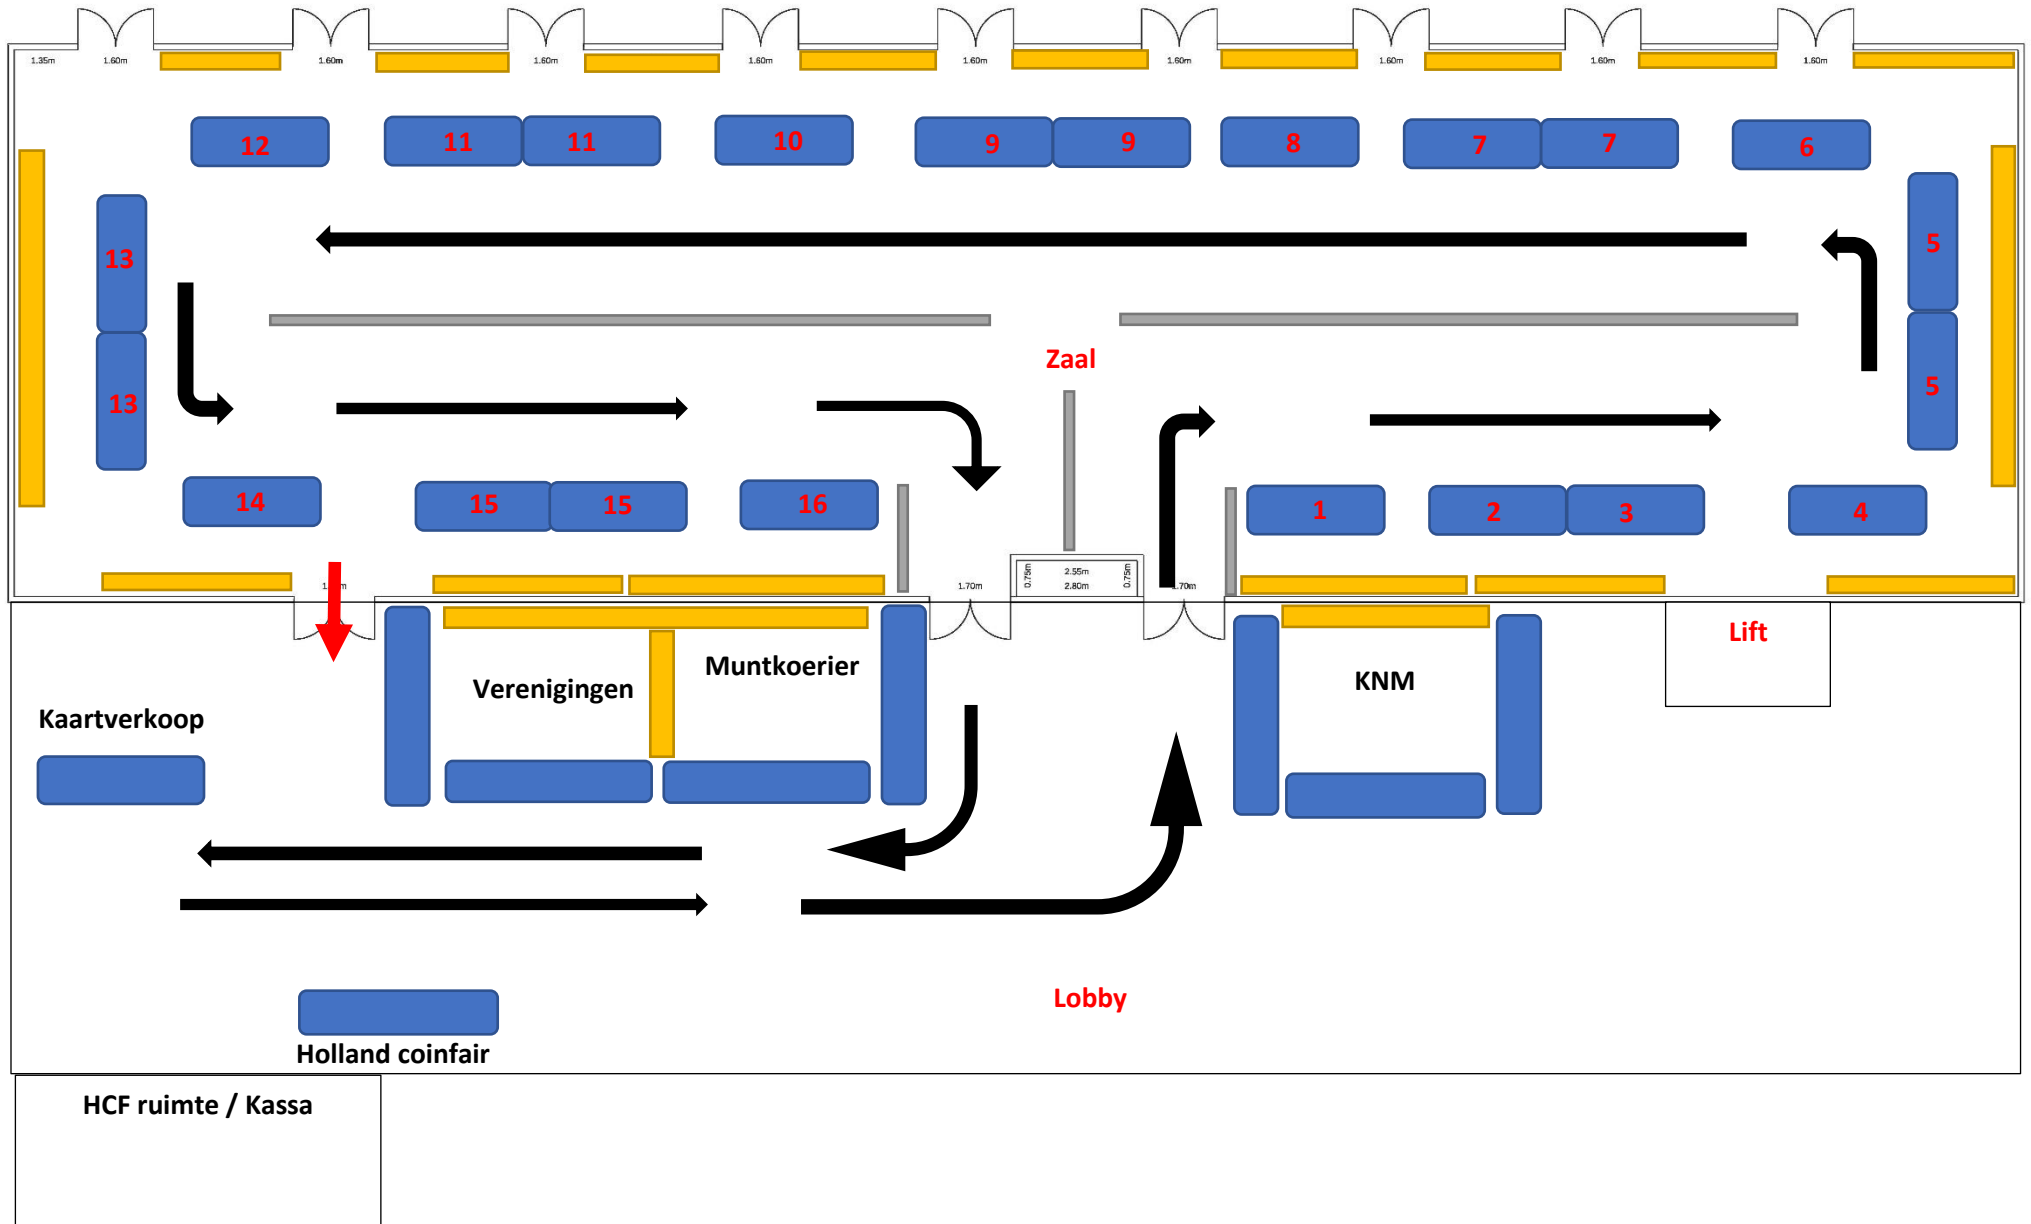 1.35m 1.60m 1.60m 1.60m 1.60m 1.60m 1.60m 1.60m 1.60m 1.60m
12 11 11 10 9 9 8 7 7 6
13 5
Zaal
13 5
14 15 15 16 1 2 3 4
0.75m 2.55m 0.75m
1.70m 2.80m 1.70m
Lift
Verenigingen Muntkoerier KNM
Kaartverkoop
Lobby
Holland coinfair
HCF ruimte / Kassa